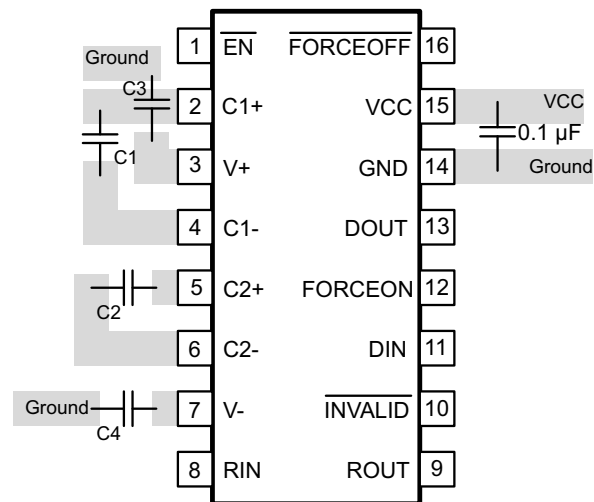 1 EN FORCEOFF 16
Ground
C3
2 C1+ VCC 15 VCC
C1
0.1 µF
3 V+ GND 14 Ground
4 C1- DOUT 13
5 C2+ FORCEON 12
C2
6 C2- DIN 11
Ground 7 V- INVALID 10
C4
8 RIN ROUT 9